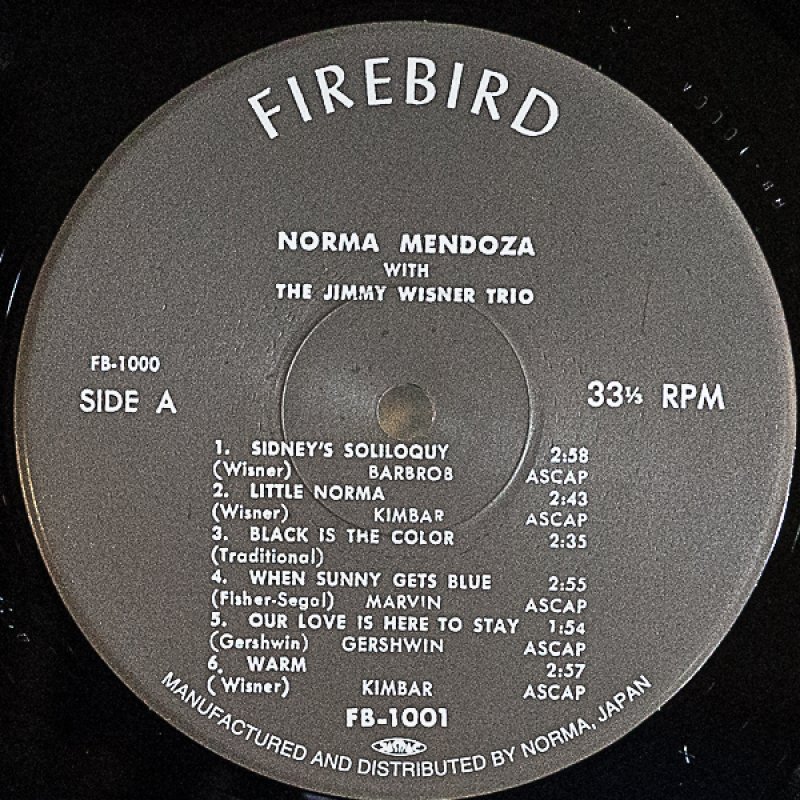 FIREBIRD
NORMA MENDOZA
WITH
THE JIMMY WISNER TRIO
FB-1000
SIDE A
33⅓ RPM
1. SIDNEY'S SOLILOQUY 2:58
(Wisner) BARBROB ASCAP
2. LITTLE NORMA 2:43
(Wisner) KIMBAR ASCAP
3. BLACK IS THE COLOR 2:35
(Traditional)
4. WHEN SUNNY GETS BLUE 2:55
(Fisher-Segal) MARVIN ASCAP
5. OUR LOVE IS HERE TO STAY 1:54
(Gershwin) GERSHWIN ASCAP
6. WARM 2:57
(Wisner) KIMBAR ASCAP
FB-1001
MANUFACTURED AND DISTRIBUTED BY NORMA, JAPAN